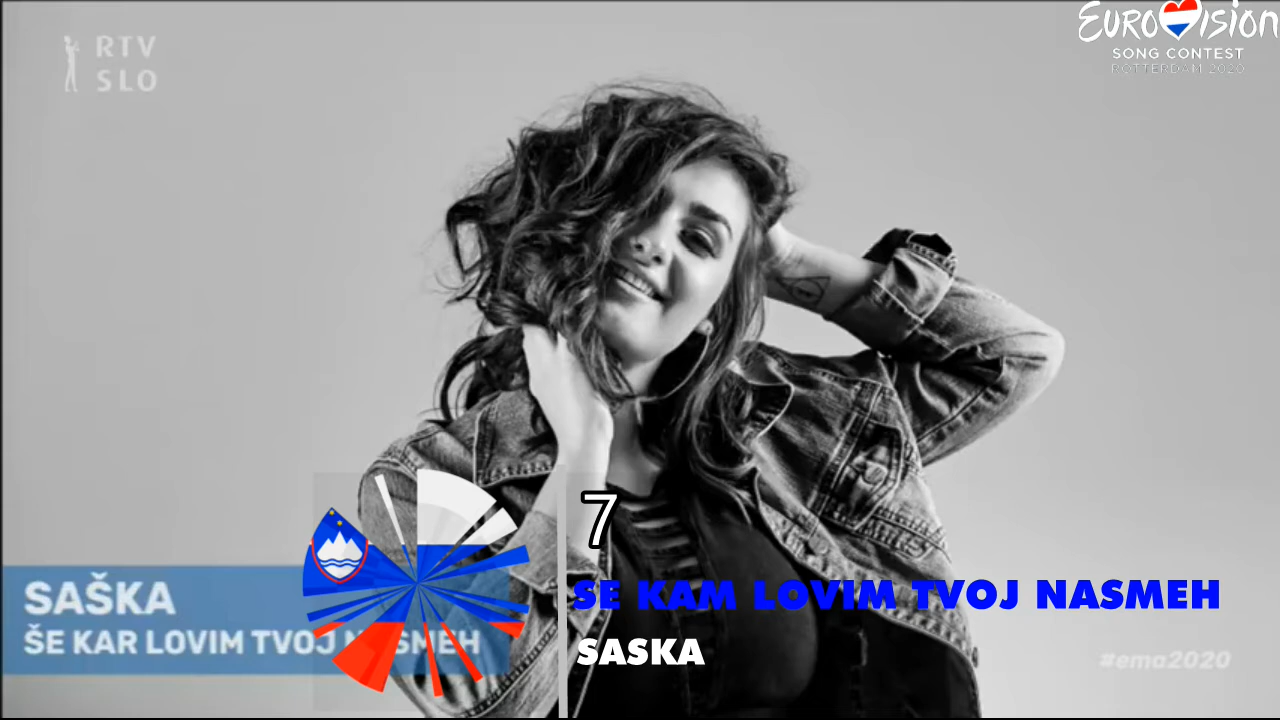 RTV
SLO
EUROVISION
SONG CONTEST
ROTTERDAM 2020
7
SAŠKA
ŠE KAR LOVIM TVOJ NASMEH
SE KAM LOVIM TVOJ NASMEH
SASKA
#ema2020